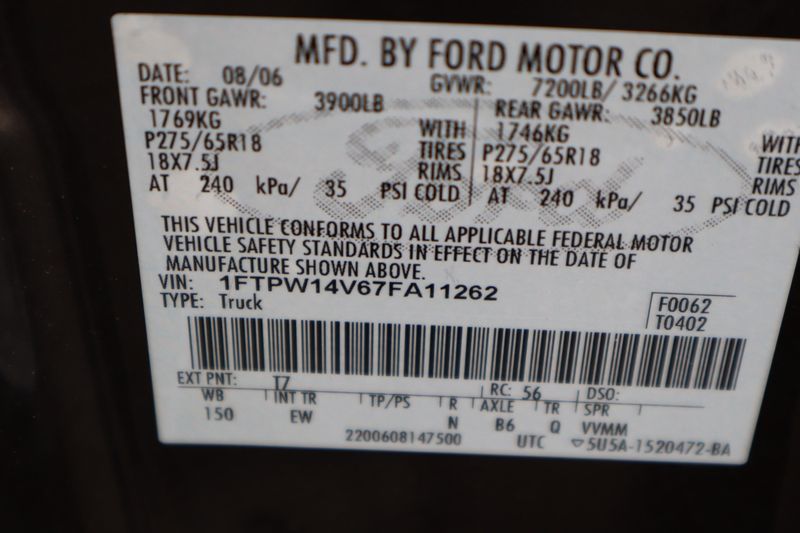 MFD. BY FORD MOTOR CO.
DATE: 08/06 GVWR: 7200LB/ 3266KG
FRONT GAWR: 3900LB REAR GAWR: 3850LB
1769KG WITH 1746KG WITH
P275/65R18 TIRES P275/65R18 TIRES
18X7.5J RIMS 18X7.5J RIMS
AT 240 kPa/ 35 PSI COLD AT 240 kPa/ 35 PSI COLD
Ford
THIS VEHICLE CONFORMS TO ALL APPLICABLE FEDERAL MOTOR
VEHICLE SAFETY STANDARDS IN EFFECT ON THE DATE OF
MANUFACTURE SHOWN ABOVE.
VIN: 1FTPW14V67FA11262
TYPE: Truck F0062
T0402
EXT PNT: T7 RC: 56 DSO:
WB INT TR TP/PS R AXLE TR SPR
150 EW N B6 Q VVMM
2200608147500 UTC 5U5A-1520472-BA